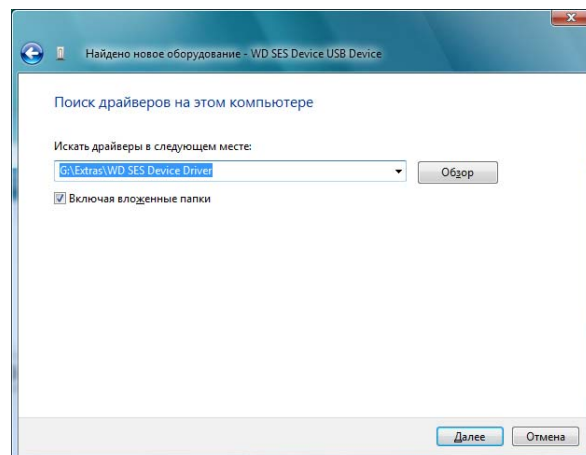 Найдено новое оборудование - WD SES Device USB Device
Поиск драйверов на этом компьютере
Искать драйверы в следующем месте:
G:\Extras\WD SES Device Driver
Обзор
Включая вложенные папки
Далее
Отмена